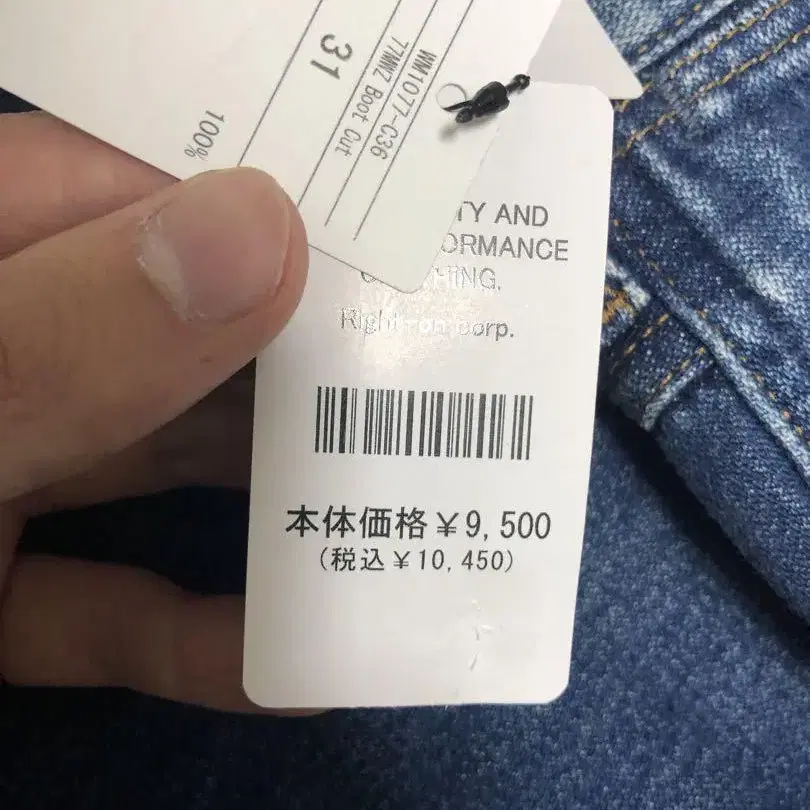 WM1077-C36
77MWZ Boot Cut
31
100%
TY AND
ORMANCE
HING.
Right-on Corp.
本体価格￥9,500
(税込￥10,450)